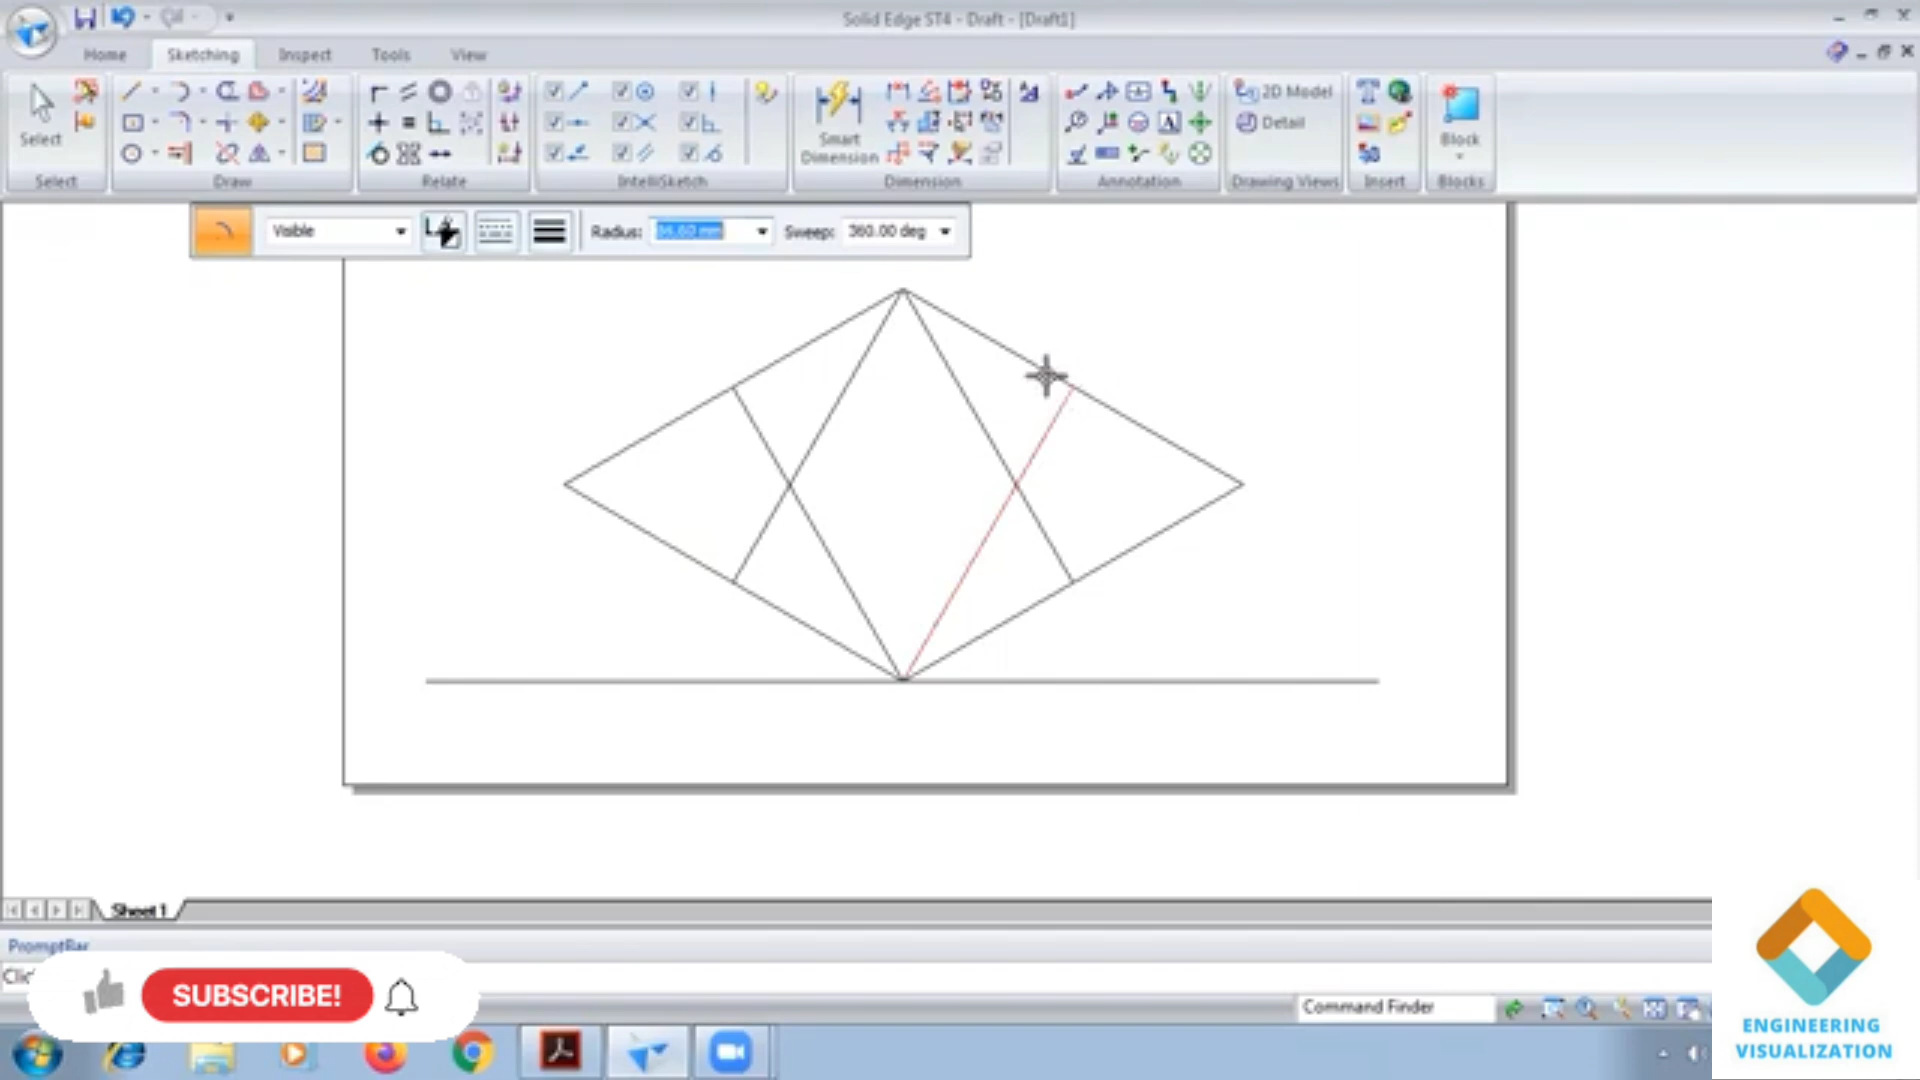 Solid Edge ST4 - Draft - [Draft1]
Home Sketching Inspect Tools View
Select
Smart Dimension
2D Model
Detail
Block
Select Draw Relate IntelliSketch Dimension Annotation Drawing Views Insert Blocks
Visible Radius: Sweep: 360.00 deg
Sheet1
PromptBar
SUBSCRIBE!
Command Finder
ENGINEERING
VISUALIZATION